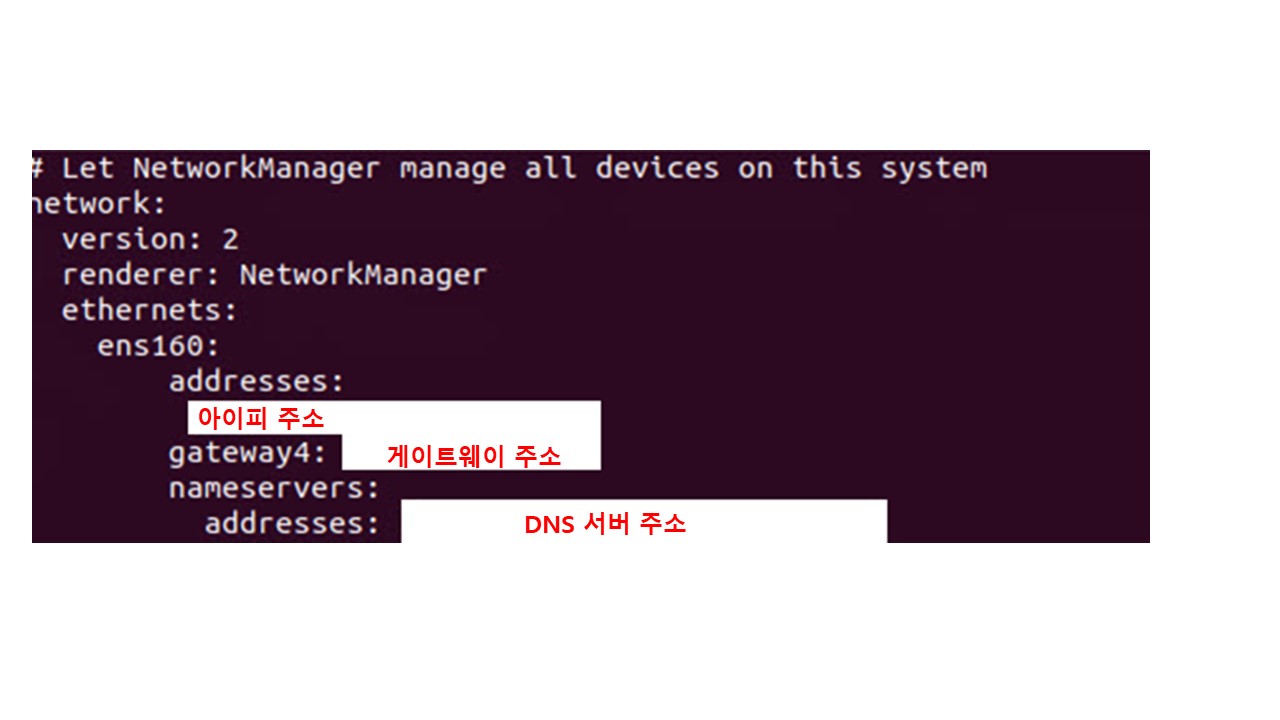 # Let NetworkManager manage all devices on this system
network:
  version: 2
  renderer: NetworkManager
  ethernets:
    ens160:
        addresses:
          아이피 주소
        gateway4: 게이트웨이 주소
        nameservers:
          addresses: DNS 서버 주소